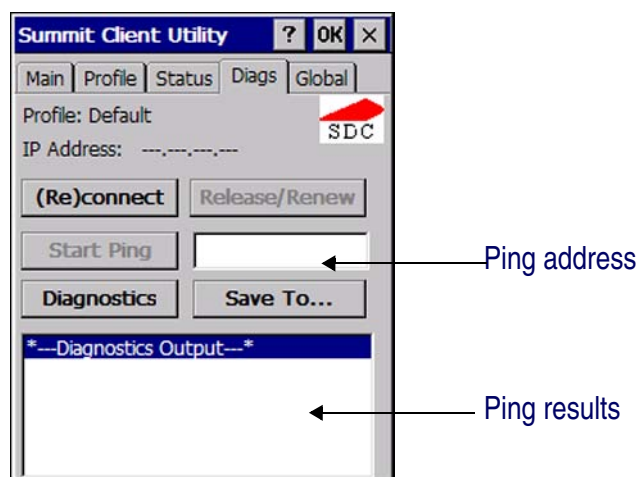 Summit Client Utility ? OK ×
Main Profile Status Diags Global
Profile: Default
SDC
IP Address: ---.---.---.---
(Re)connect Release/Renew
Start Ping
Ping address
Diagnostics Save To...
*---Diagnostics Output---*
Ping results